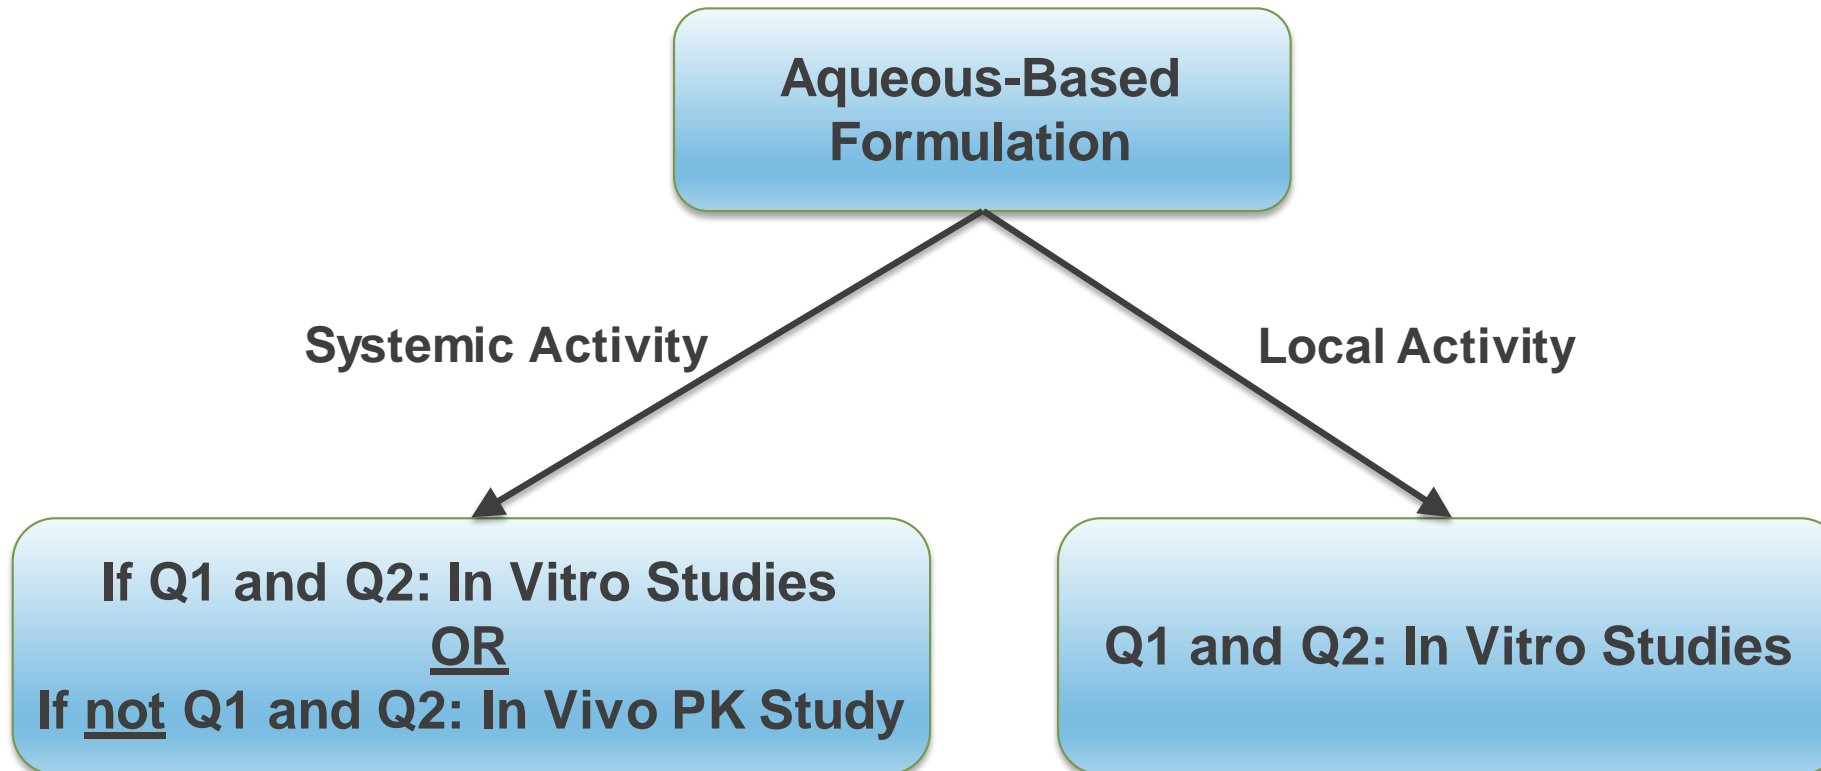 Aqueous-Based
Formulation
Systemic Activity
Local Activity
If Q1 and Q2: In Vitro Studies
OR
If not Q1 and Q2: In Vivo PK Study
Q1 and Q2: In Vitro Studies